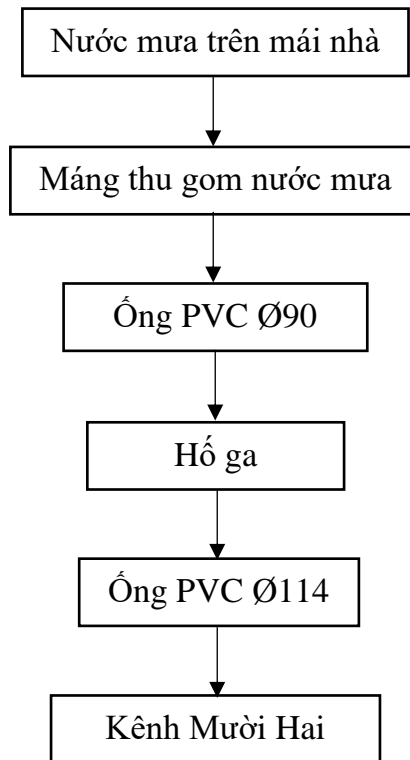 Nước mưa trên mái nhà
Máng thu gom nước mưa
Ống PVC Ø90
Hố ga
Ống PVC Ø114
Kênh Mười Hai